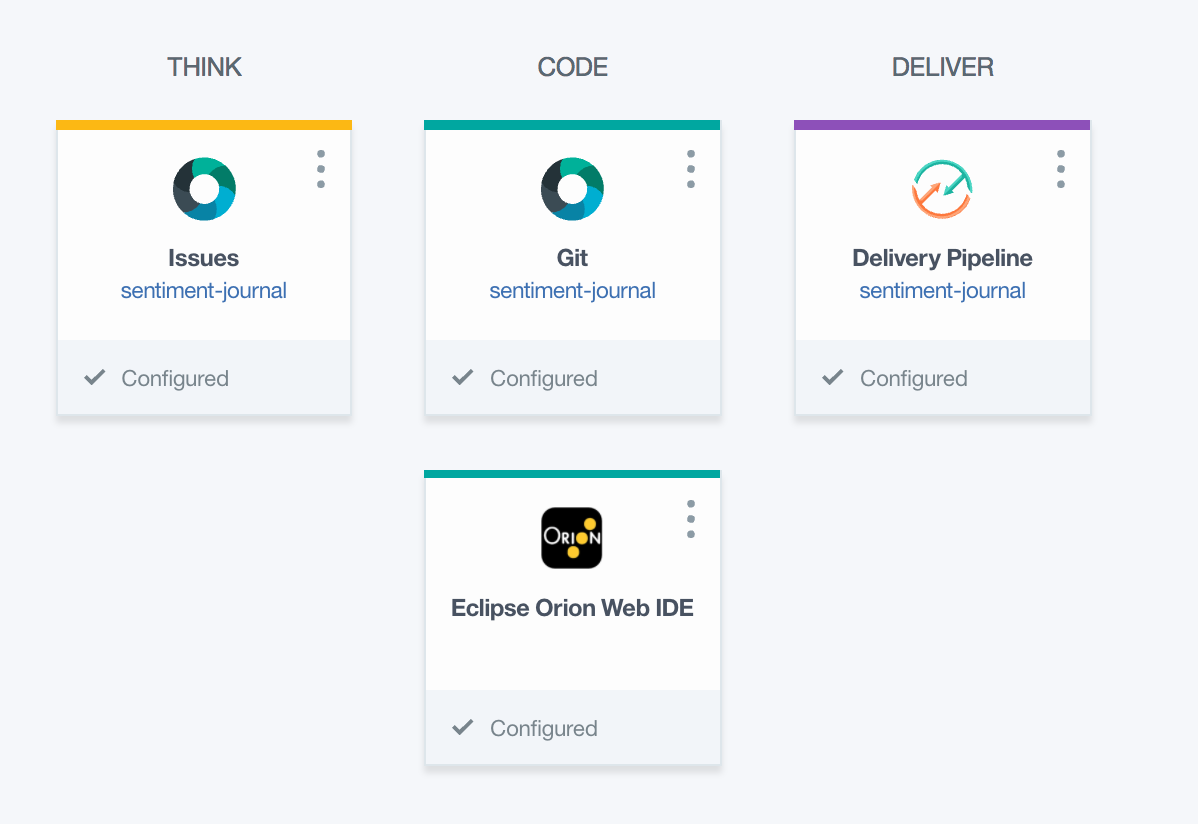 THINK
CODE
DELIVER
Issues
sentiment-journal
Configured
Git
sentiment-journal
Configured
Delivery Pipeline
sentiment-journal
Configured
ORION
Eclipse Orion Web IDE
Configured